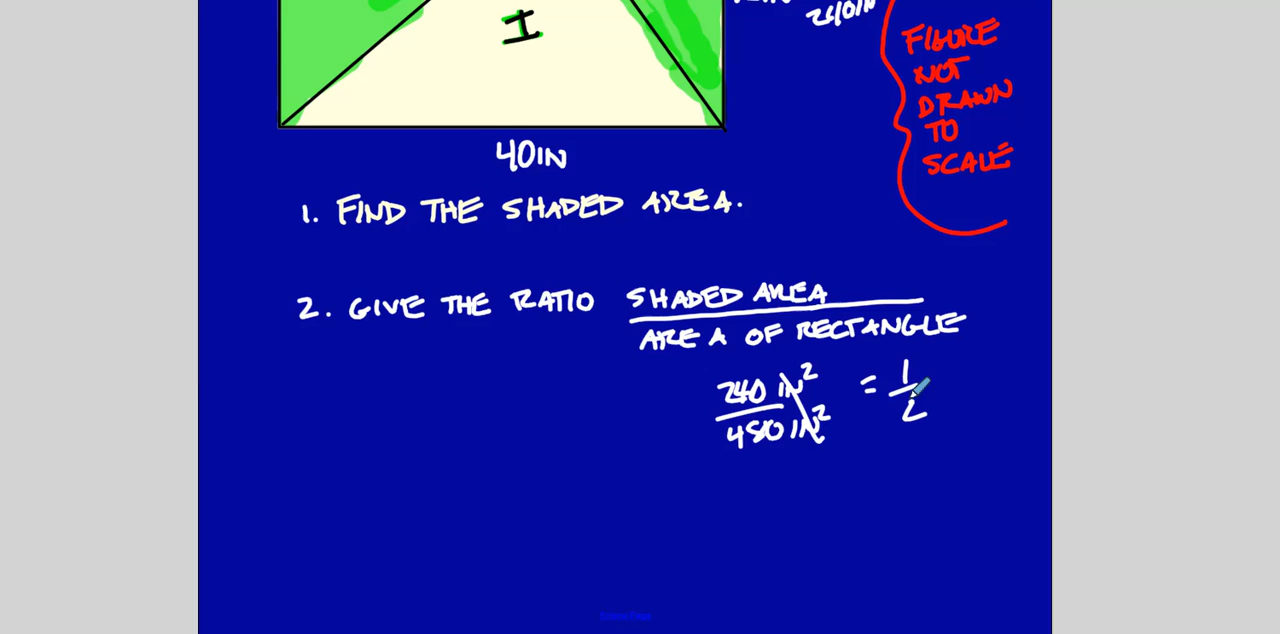 I
FIGURE
NOT
DRAWN
TO
SCALE
40IN
1. FIND THE SHADED AREA.
2. GIVE THE RATIO SHADED AREA
AREA OF RECTANGLE
240 IN² = 1
480 IN² 2